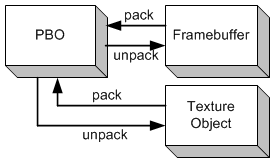 PBO
pack
Framebuffer
unpack
pack
Texture
Object
unpack